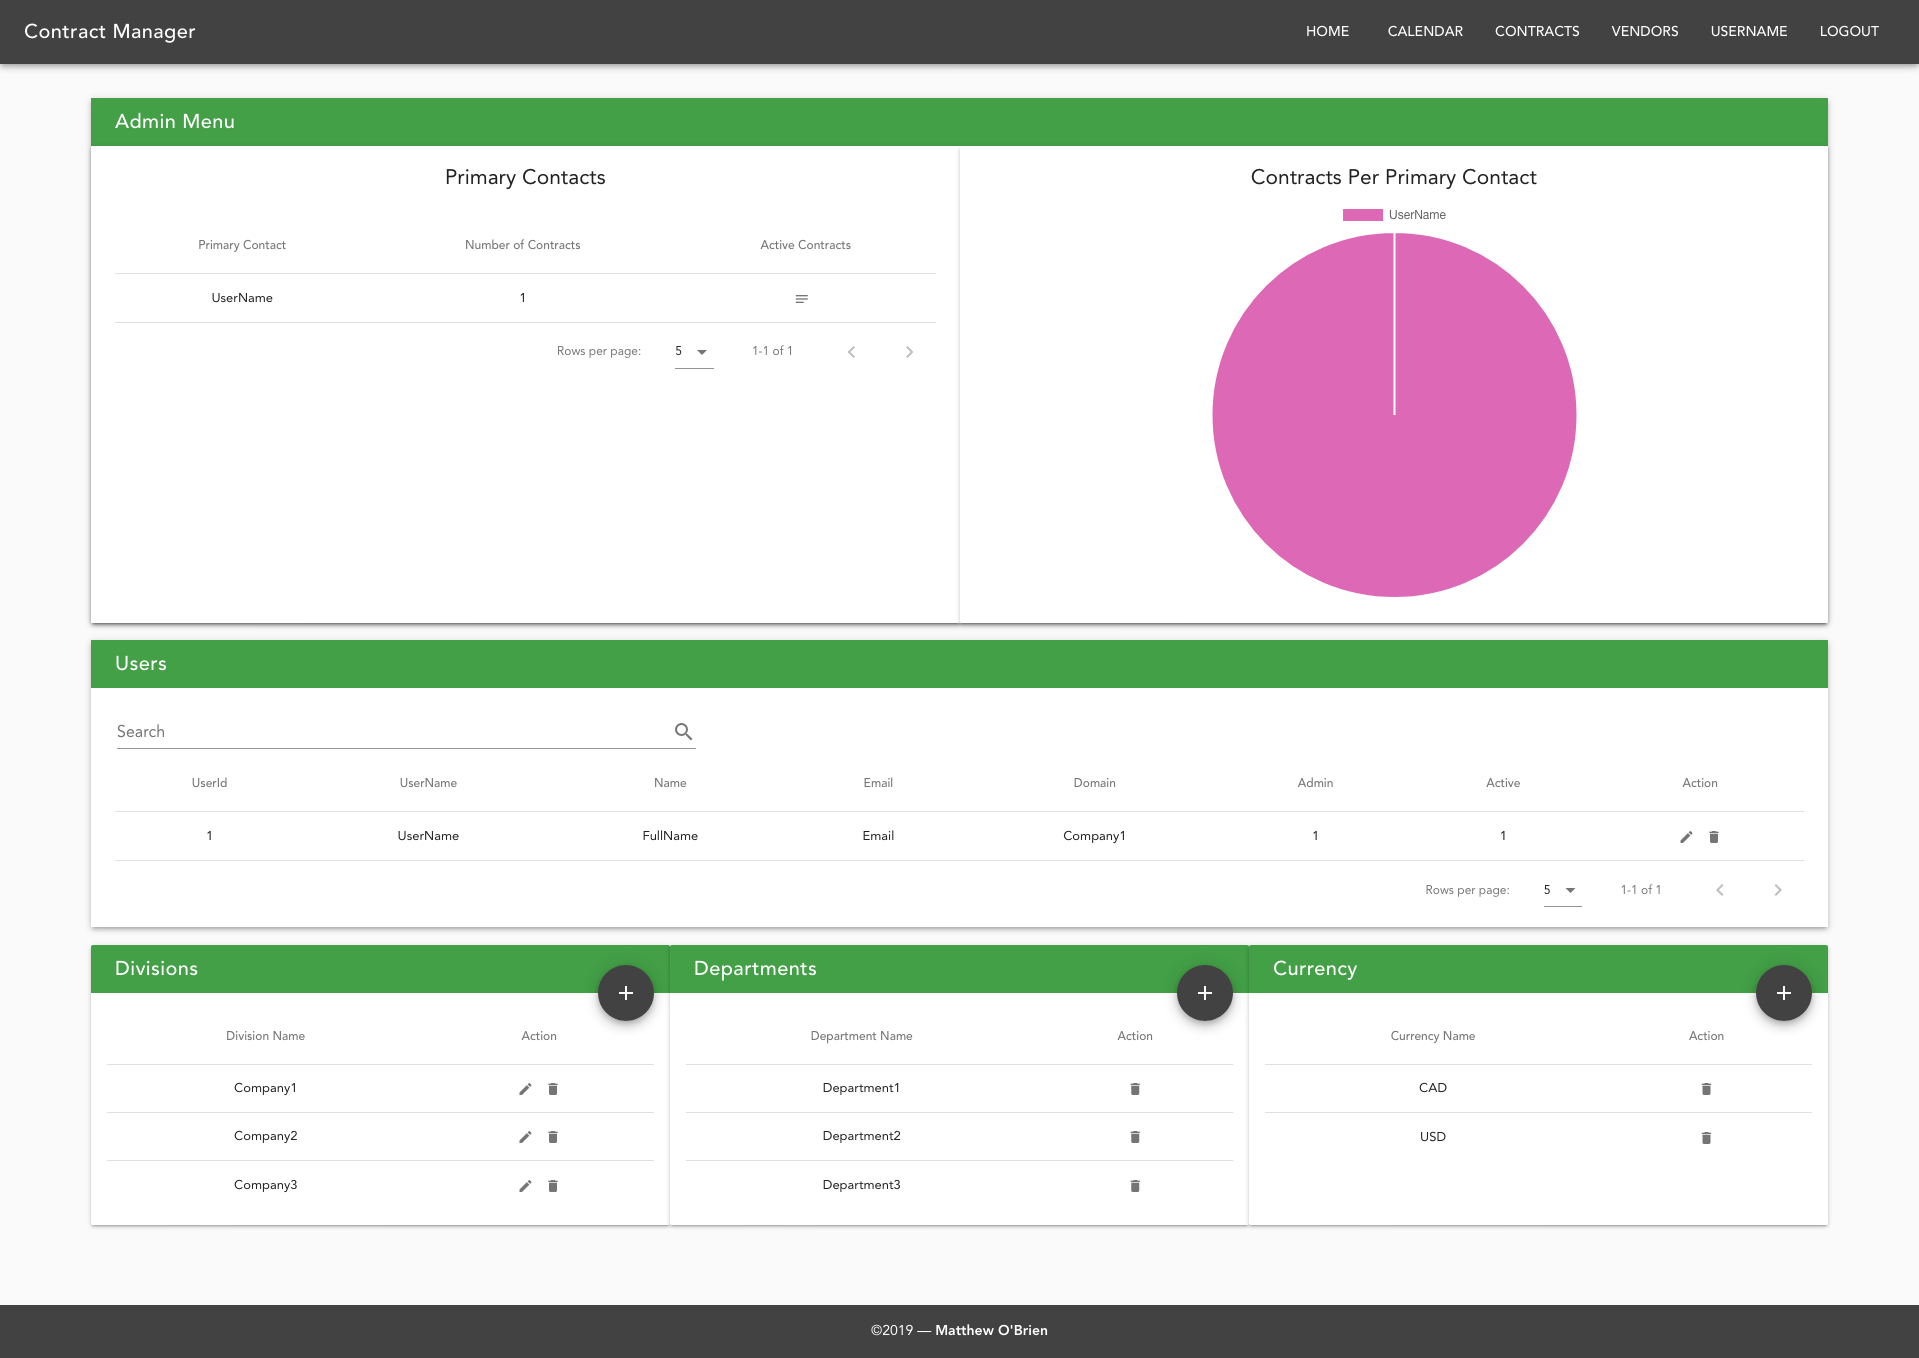 Contract Manager HOME CALENDAR CONTRACTS VENDORS USERNAME LOGOUT
Admin Menu
Primary Contacts
Primary Contact Number of Contracts Active Contracts
UserName 1
Rows per page: 5 1-1 of 1
Contracts Per Primary Contact
UserName
Users
Search
UserId UserName Name Email Domain Admin Active Action
1 UserName FullName Email Company1 1 1
Rows per page: 5 1-1 of 1
Divisions
Division Name Action
Company1
Company2
Company3
Departments
Department Name Action
Department1
Department2
Department3
Currency
Currency Name Action
CAD
USD
©2019 — Matthew O'Brien